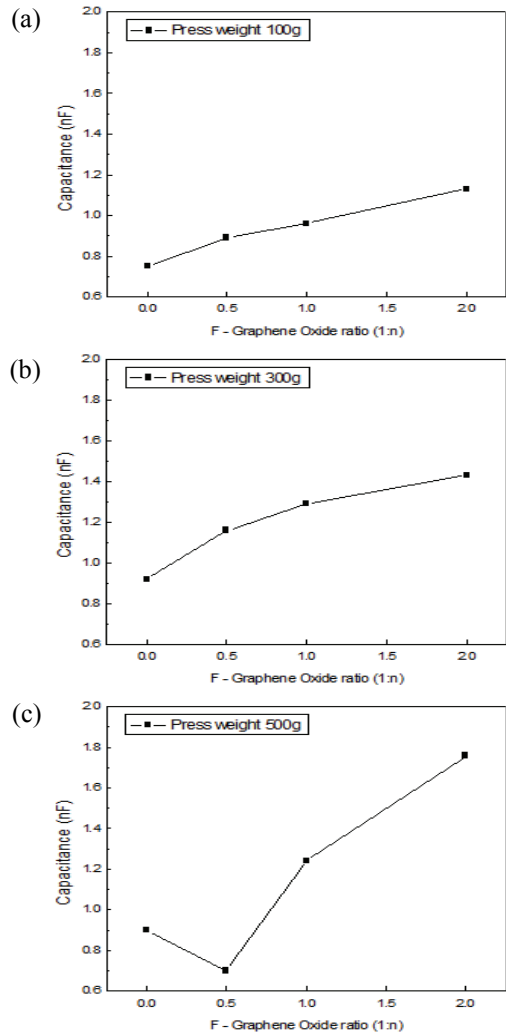 (a)
2.0
Press weight 100g
1.8
1.6
1.4
1.2
1.0
0.8
0.6
Capacitance (nF)
0.0 0.5 1.0 1.5 2.0
F - Graphene Oxide ratio (1:n)
(b)
2.0
Press weight 300g
1.8
1.6
1.4
1.2
1.0
0.8
0.6
Capacitance (nF)
0.0 0.5 1.0 1.5 2.0
F - Graphene Oxide ratio (1:n)
(c)
2.0
Press weight 500g
1.8
1.6
1.4
1.2
1.0
0.8
0.6
Capacitance (nF)
0.0 0.5 1.0 1.5 2.0
F - Graphene Oxide ratio (1:n)